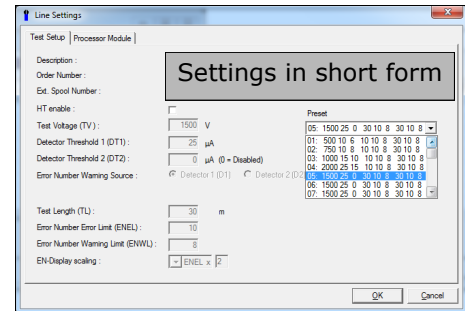 Line Settings
Test Setup
Processor Module
Settings in short form
Description :
Order Number :
Ext. Spool Number :
HT enable :
Test Voltage (TV) : 1500 V
Detector Threshold 1 (DT1) : 25 µA
Detector Threshold 2 (DT2) : 0 µA (0 = Disabled)
Error Number Warning Source : Detector 1 (D1) Detector 2 (D2)
Preset
05: 1500 25 0 30 10 8 30 10 8
01: 500 10 6 10 10 8 30 10 8
02: 750 10 8 10 10 8 30 10 8
03: 1000 15 10 10 10 8 30 10 8
04: 2000 25 15 10 10 8 30 10 8
05: 1500 25 0 30 10 8 30 10 8
06: 1500 25 0 30 10 8 30 10 8
07: 1500 25 0 30 10 8 30 10 8
Test Length (TL) : 30 m
Error Number Error Limit (ENEL) : 10
Error Number Warning Limit (ENWL) : 8
EN-Display scaling : - ENEL x 2
OK
Cancel